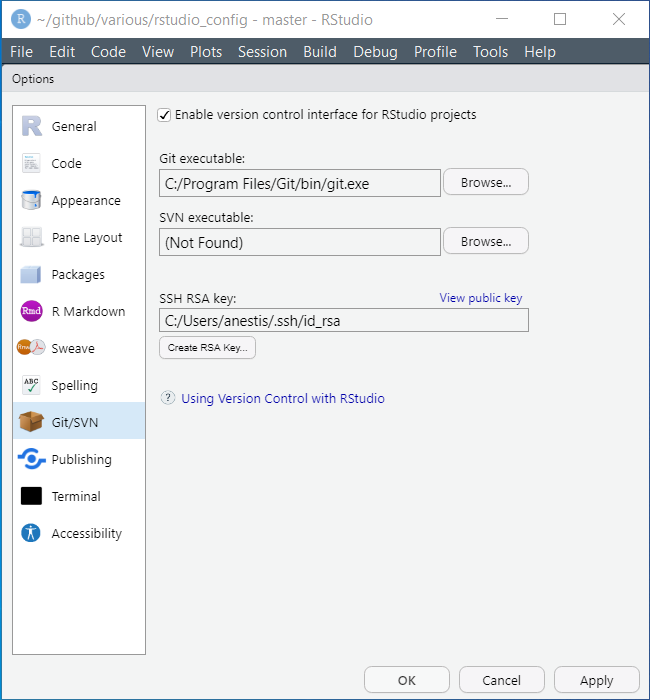 R ~/github/various/rstudio_config - master - RStudio
File Edit Code View Plots Session Build Debug Profile Tools Help
Options
R General
Code
Appearance
Pane Layout
Packages
Rmd R Markdown
Rnw Sweave
ABC Spelling
Git/SVN
Publishing
Terminal
Accessibility
Enable version control interface for RStudio projects
Git executable:
C:/Program Files/Git/bin/git.exe Browse...
SVN executable:
(Not Found) Browse...
SSH RSA key: View public key
C:/Users/anestis/.ssh/id_rsa
Create RSA Key...
? Using Version Control with RStudio
OK Cancel Apply